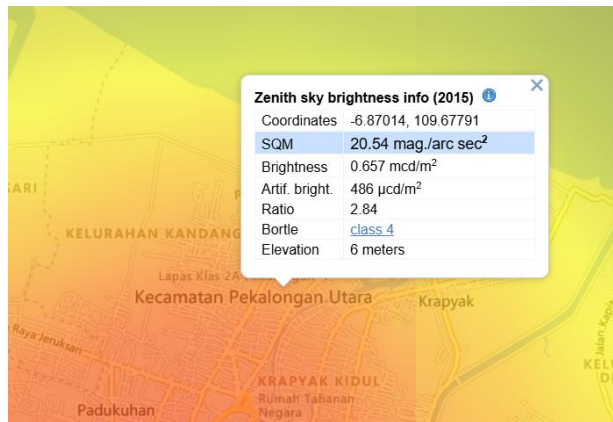 Zenith sky brightness info (2015)
Coordinates -6.87014, 109.67791
SQM 20.54 mag./arc sec²
Brightness 0.657 mcd/m²
Artif. bright. 486 μcd/m²
Ratio 2.84
Bortle class 4
Elevation 6 meters
SARI
KELURAHAN KANDANG
Lapas Klas 2A
Kecamatan Pekalongan Utara
Krapyak
Raya Jeruksari
Jalan
KRAPYAK KIDUL
Rumah Tahanan
Negara
Padukuhan